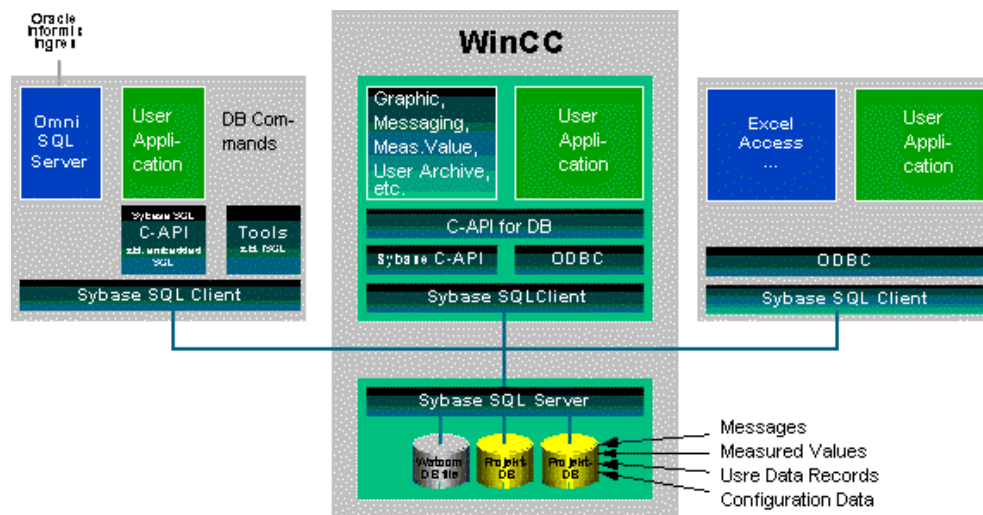 Oracle
Informix
Ingres
WinCC
Omni
SQL
Server
User
Appli-
cation
DB Com-
mands
Sybase SQL
C-API
z.B. embedded
SQL
Tools
z.B. ISQL
Sybase SQL Client
Graphic,
Messaging,
Meas.Value,
User Archive,
etc.
User
Appli-
cation
C-API for DB
Sybase C-API
ODBC
Sybase SQLClient
Excel
Access
...
User
Appli-
cation
ODBC
Sybase SQL Client
Sybase SQL Server
Watcom
DB file
Projekt-
DB
Projekt-
DB
Messages
Measured Values
Usre Data Records
Configuration Data